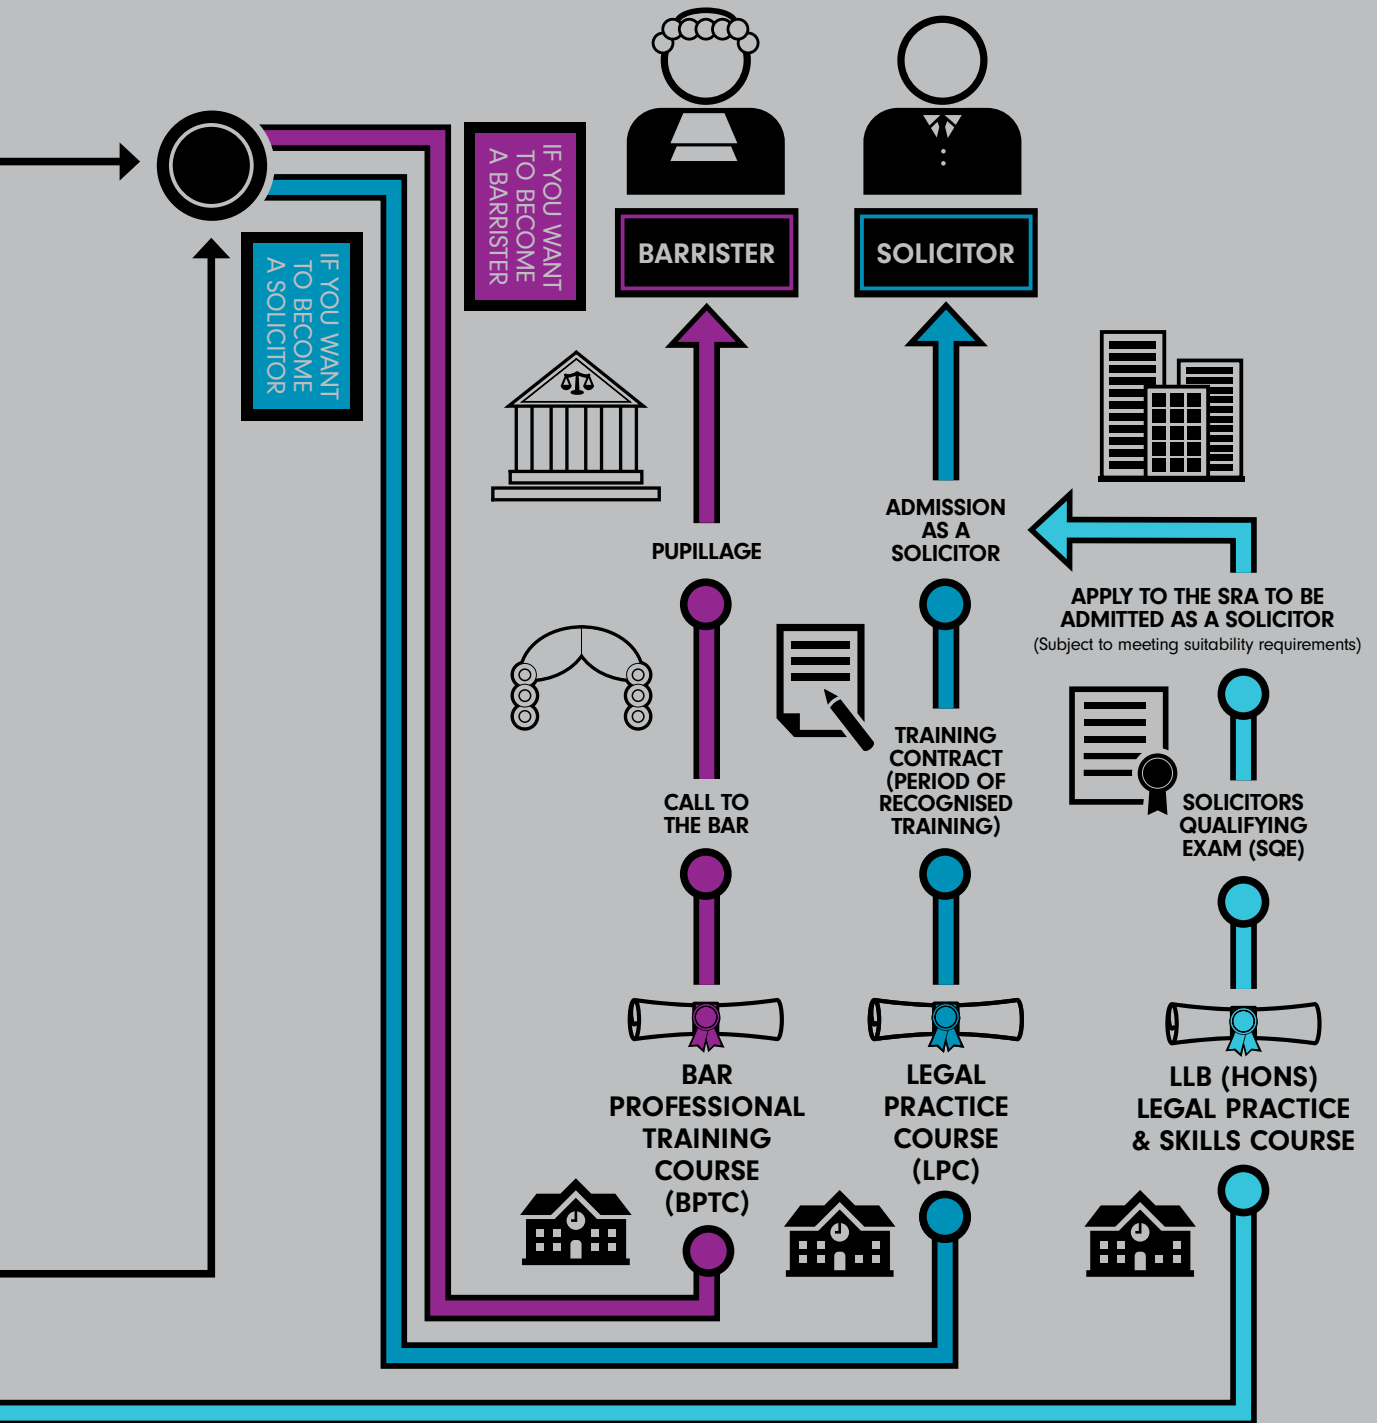 IF YOU WANT
TO BECOME
A BARRISTER
IF YOU WANT
TO BECOME
A SOLICITOR
BARRISTER
SOLICITOR
PUPILLAGE
CALL TO
THE BAR
BAR
PROFESSIONAL
TRAINING
COURSE
(BPTC)
ADMISSION
AS A
SOLICITOR
TRAINING
CONTRACT
(PERIOD OF
RECOGNISED
TRAINING)
LEGAL
PRACTICE
COURSE
(LPC)
APPLY TO THE SRA TO BE
ADMITTED AS A SOLICITOR
(Subject to meeting suitability requirements)
SOLICITORS
QUALIFYING
EXAM (SQE)
LLB (HONS)
LEGAL PRACTICE
& SKILLS COURSE